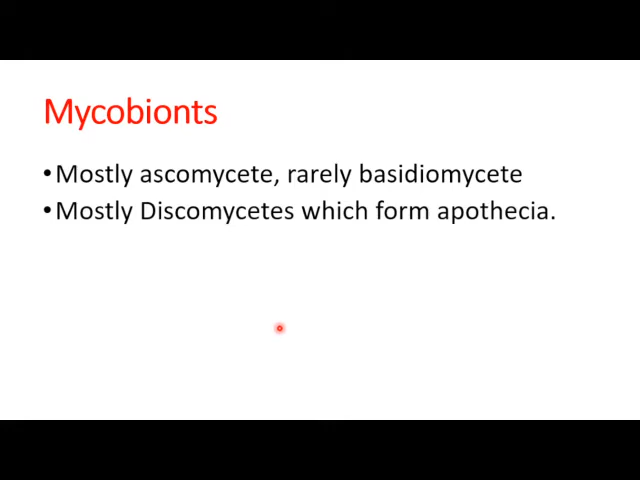 Mycobionts
•Mostly ascomycete, rarely basidiomycete
•Mostly Discomycetes which form apothecia.